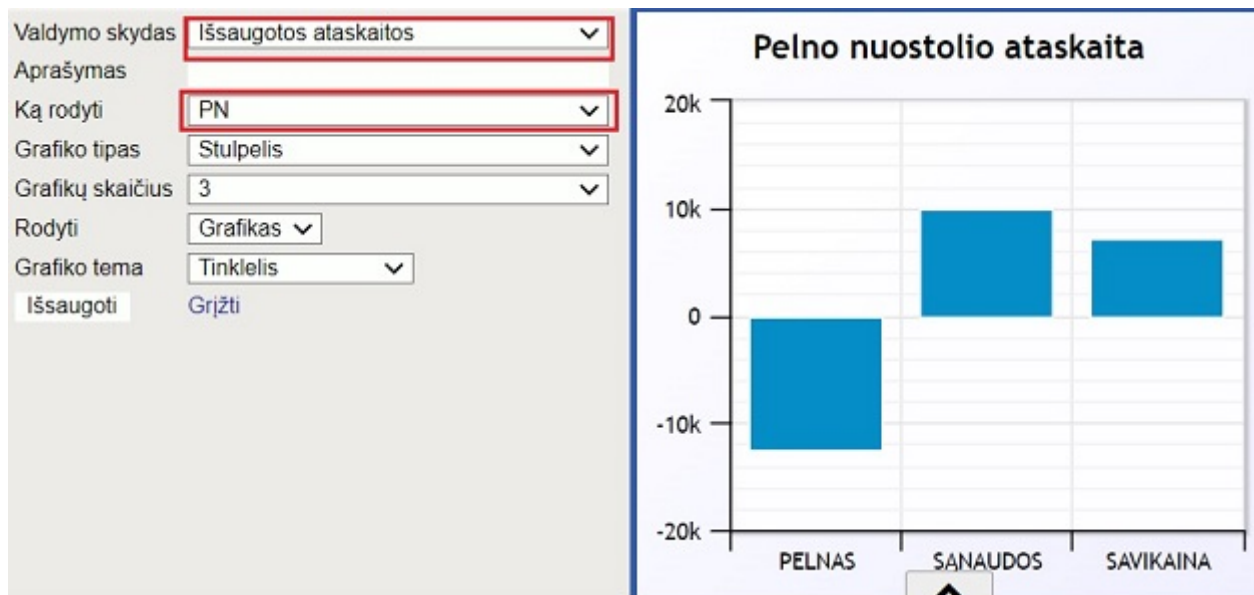 Valdymo skydas Išsaugotos ataskaitos
Aprašymas
Ką rodyti PN
Grafiko tipas Stulpelis
Grafikų skaičius 3
Rodyti Grafikas
Grafiko tema Tinklelis
Išsaugoti Grįžti
Pelno nuostolio ataskaita
20k
10k
0
-10k
-20k
PELNAS SĄNAUDOS SAVIKAINA